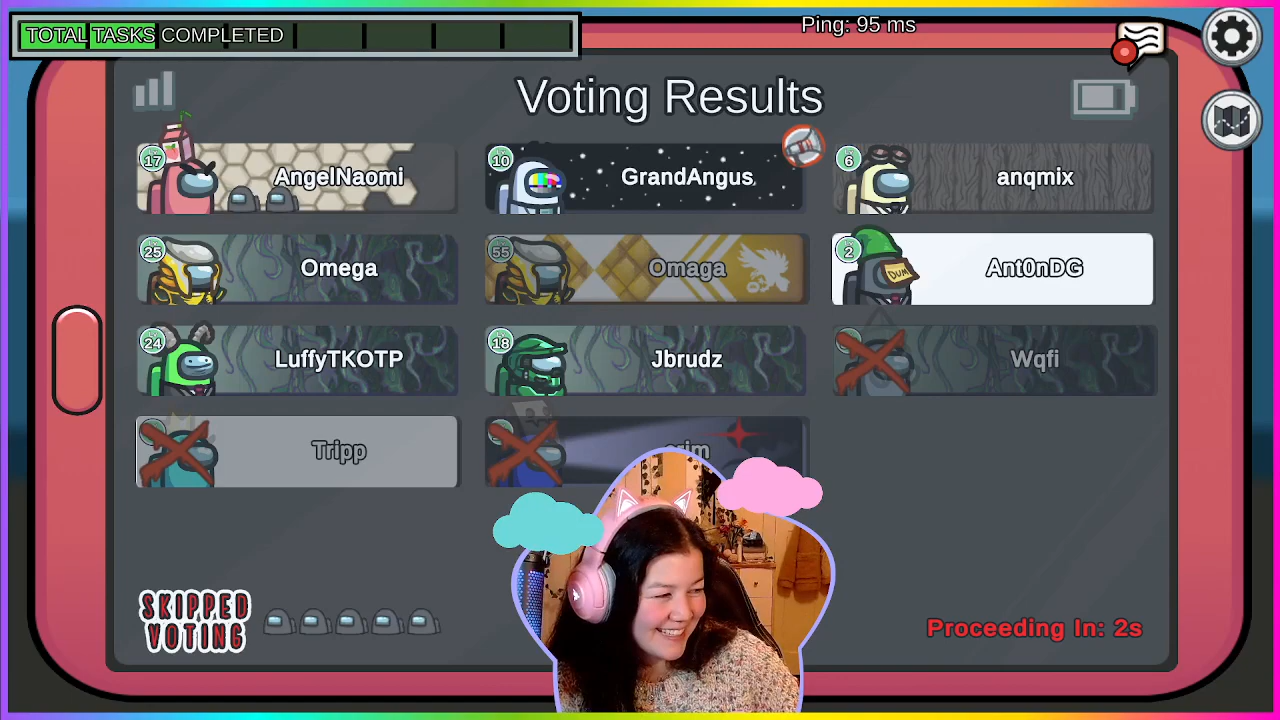 TOTAL TASKS COMPLETED
Ping: 95 ms
Voting Results
17
AngelNaomi
10
GrandAngus
6
anqmix
25
Omega
55
Omaga
2
DUM
Ant0nDG
24
LuffyTKOTP
18
Jbrudz
Wqfi
Tripp
SKIPPED
VOTING
Proceeding In: 2s